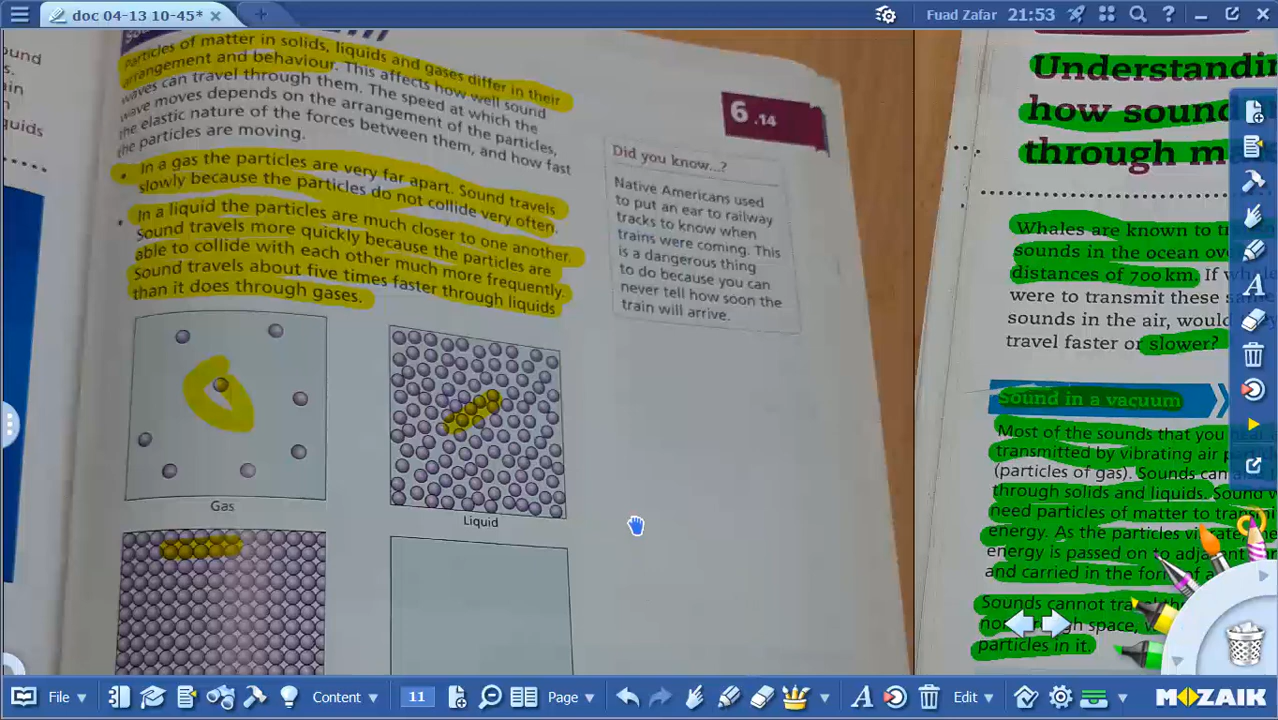 doc 04-13 10-45*
Fuad Zafar
21:53
ound
s.
ain
quids
Particles of matter in solids, liquids and gases differ in their
arrangement and behaviour. This affects how well sound
waves can travel through them. The speed at which the
wave moves depends on the arrangement of the particles,
the elastic nature of the forces between them, and how fast
the particles are moving.
• In a gas the particles are very far apart. Sound travels
slowly because the particles do not collide very often.
• In a liquid the particles are much closer to one another.
Sound travels more quickly because the particles are
able to collide with each other much more frequently.
Sound travels about five times faster through liquids
than it does through gases.
Gas
Liquid
6.14
Did you know...?
Native Americans used
to put an ear to railway
tracks to know when
trains were coming. This
is a dangerous thing
to do because you can
never tell how soon the
train will arrive.
Understandi
how sound
through m
Whales are known to tr
sounds in the ocean ov
distances of 700 km. If wh
were to transmit these s
sounds in the air, would
travel faster or slower?
Sound in a vacuum
Most of the sounds that you
transmitted by vibrating air par
(particles of gas). Sounds can
through solids and liquids. Sound
need particles of matter to transmi
energy. As the particles vibrate,
energy is passed on to adjacent
and carried in the form of a
Sounds cannot tra
space,
particles in it.
File
Content
11
Page
Edit
MOZAIK